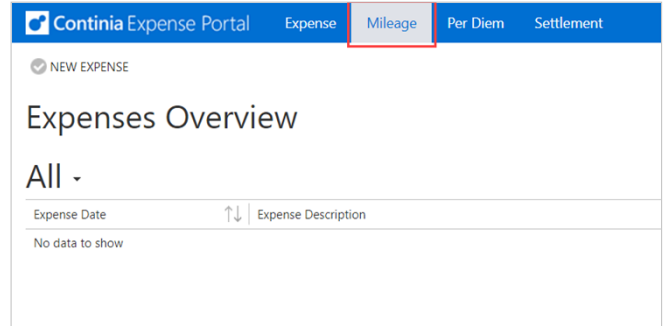 Continia Expense Portal Expense Mileage Per Diem Settlement
NEW EXPENSE
Expenses Overview
All
Expense Date Expense Description
No data to show